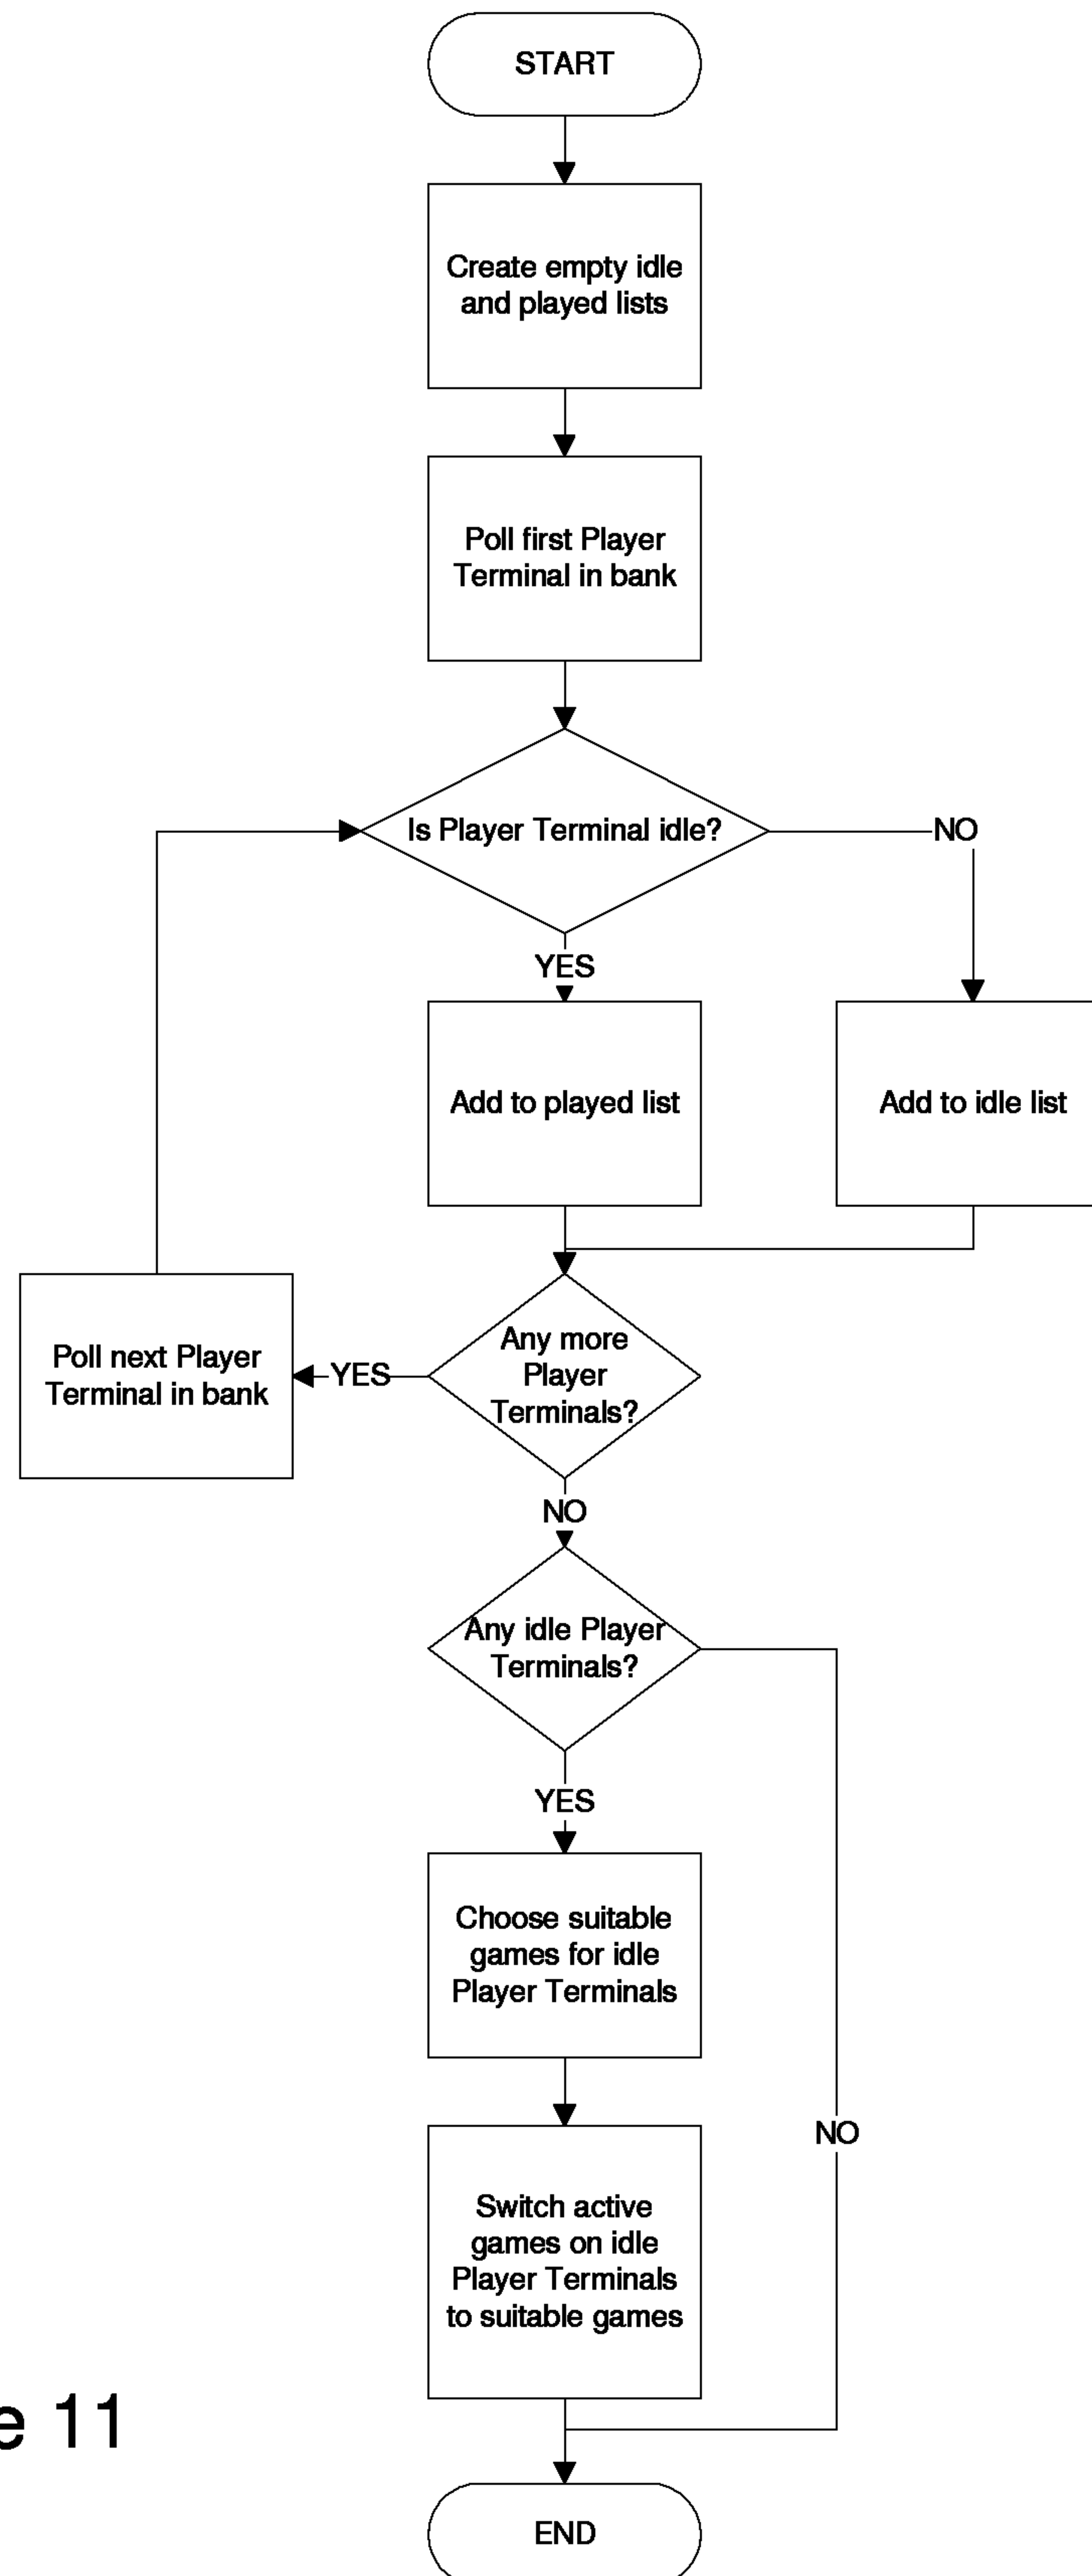 START
Create empty idle
and played lists
Poll first Player
Terminal in bank
Is Player Terminal idle?
NO
YES
Add to played list
Add to idle list
Any more
Player
Terminals?
YES
Poll next Player
Terminal in bank
NO
Any idle Player
Terminals?
YES
Choose suitable
games for idle
Player Terminals
NO
Switch active
games on idle
Player Terminals
to suitable games
e 11
END